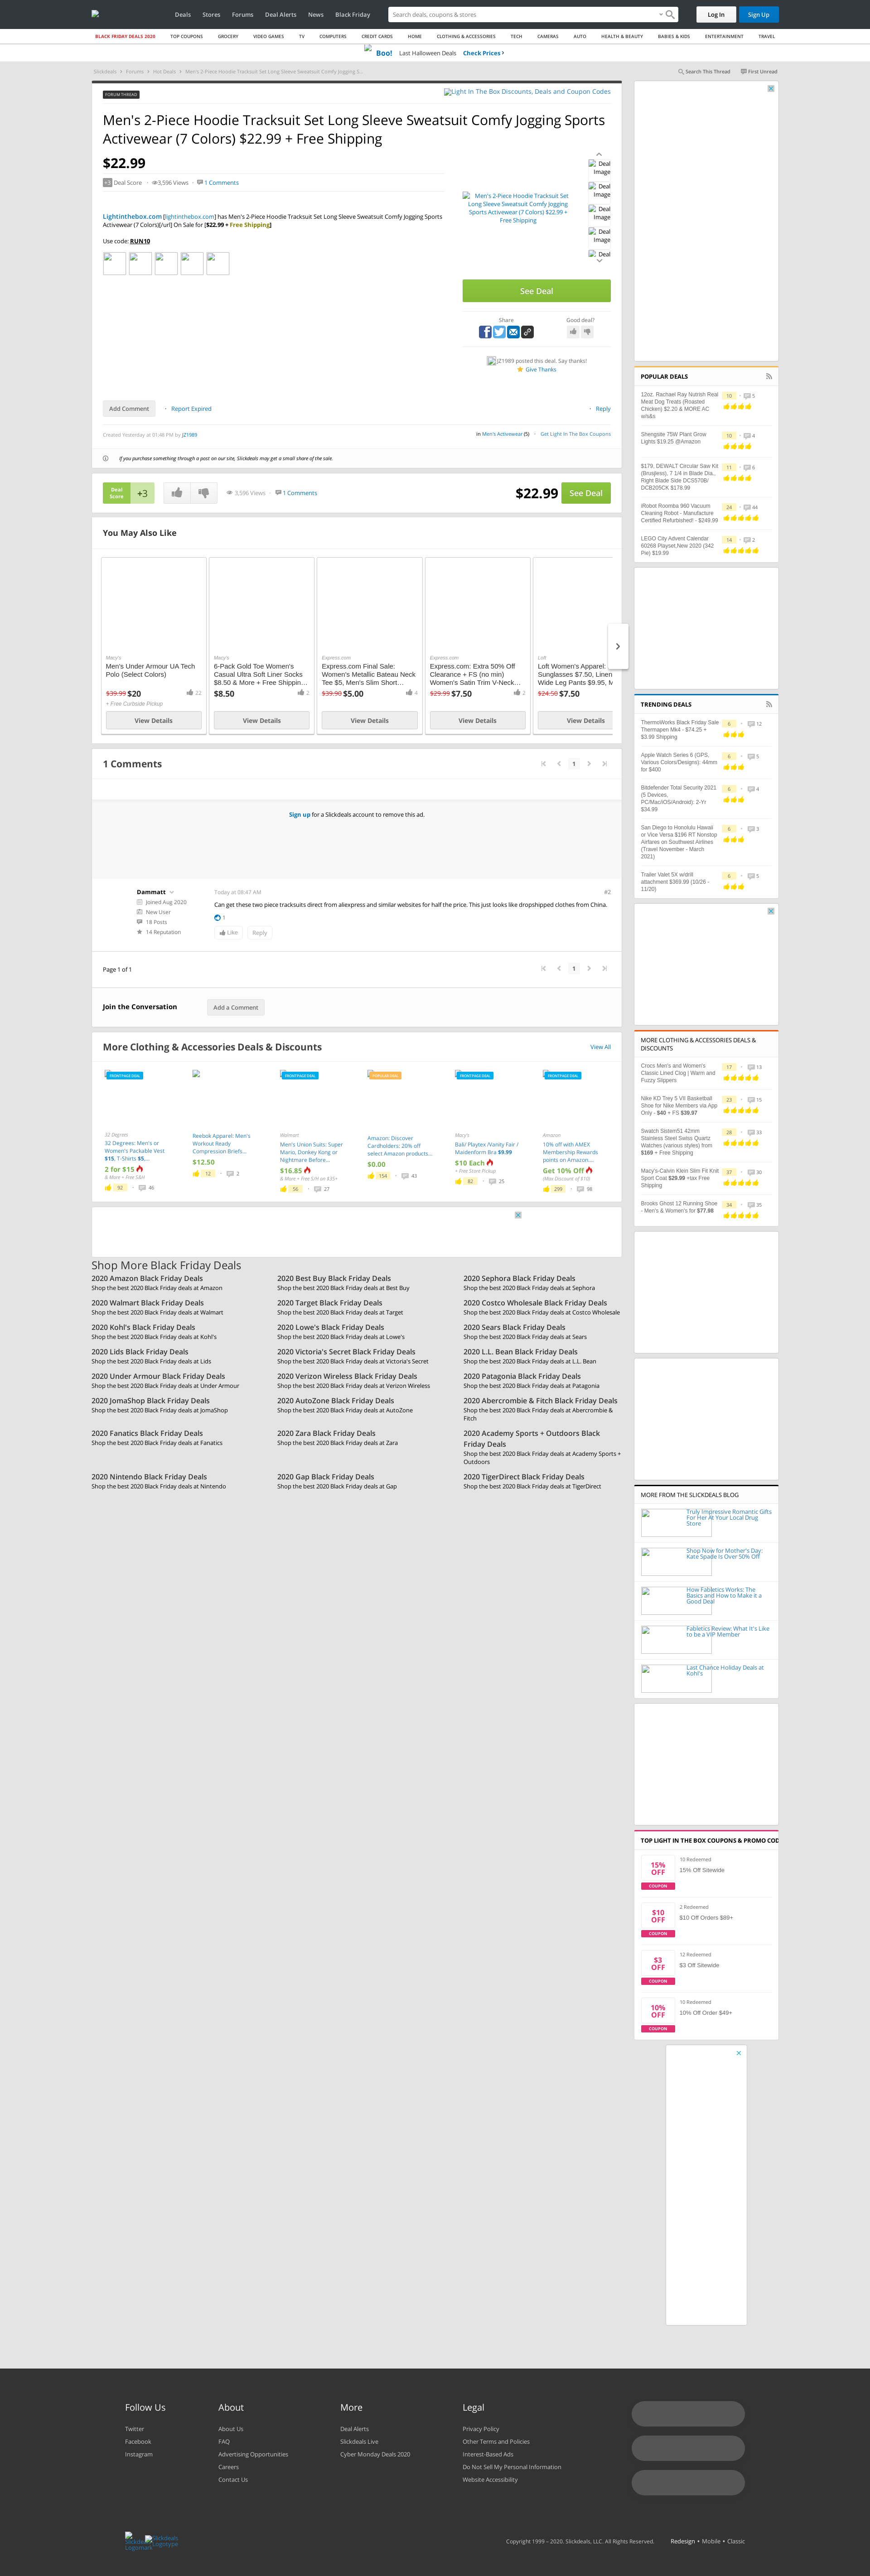 Deals Stores Forums Deal Alerts News Black Friday
Search deals, coupons & stores
Log In Sign Up
BLACK FRIDAY DEALS 2020 TOP COUPONS GROCERY VIDEO GAMES TV COMPUTERS CREDIT CARDS HOME CLOTHING & ACCESSORIES TECH CAMERAS AUTO HEALTH & BEAUTY BABIES & KIDS ENTERTAINMENT TRAVEL
Boo! Last Halloween Deals Check Prices ›
Slickdeals > Forums > Hot Deals > Men's 2-Piece Hoodie Tracksuit Set Long Sleeve Sweatsuit Comfy Jogging S...
Search This Thread First Unread
FORUM THREAD
Light In The Box Discounts, Deals and Coupon Codes
Men's 2-Piece Hoodie Tracksuit Set Long Sleeve Sweatsuit Comfy Jogging Sports
Activewear (7 Colors) $22.99 + Free Shipping
$22.99
+3 Deal Score 3,596 Views 1 Comments
Lightinthebox.com [lightinthebox.com] has Men's 2-Piece Hoodie Tracksuit Set Long Sleeve Sweatsuit Comfy Jogging Sports
Activewear (7 Colors)[/url] On Sale for [$22.99 + Free Shipping]
Use code: RUN10
Men's 2-Piece Hoodie Tracksuit Set
Long Sleeve Sweatsuit Comfy Jogging
Sports Activewear (7 Colors) $22.99 +
Free Shipping
Deal Image
Deal Image
Deal Image
Deal Image
Deal
See Deal
Share Good deal?
JZ1989 posted this deal. Say thanks!
Give Thanks
Add Comment Report Expired Reply
Created Yesterday at 01:48 PM by JZ1989
in Men's Activewear (5) Get Light In The Box Coupons
If you purchase something through a post on our site, Slickdeals may get a small share of the sale.
Deal Score +3 3,596 Views 1 Comments $22.99 See Deal
You May Also Like
Macy's
Men's Under Armour UA Tech
Polo (Select Colors)
$39.99 $20 22
+ Free Curbside Pickup
View Details
Macy's
6-Pack Gold Toe Women's
Casual Ultra Soft Liner Socks
$8.50 & More + Free Shippin...
$8.50 2
View Details
Express.com
Express.com Final Sale:
Women's Metallic Bateau Neck
Tee $5, Men's Slim Short...
$39.90 $5.00 4
View Details
Express.com
Express.com: Extra 50% Off
Clearance + FS (no min)
Women's Satin Trim V-Neck...
$29.99 $7.50 2
View Details
Loft
Loft Women's Apparel:
Sunglasses $7.50, Linen
Wide Leg Pants $9.95, M
$24.50 $7.50
View Details
1 Comments 1
Sign up for a Slickdeals account to remove this ad.
Dammatt
Joined Aug 2020
New User
18 Posts
14 Reputation
Today at 08:47 AM #2
Can get these two piece tracksuits direct from aliexpress and similar websites for half the price. This just looks like dropshipped clothes from China.
1
Like Reply
Page 1 of 1 1
Join the Conversation Add a Comment
More Clothing & Accessories Deals & Discounts View All
FRONTPAGE DEAL
32 Degrees
32 Degrees: Men's or
Women's Packable Vest
$15, T-Shirts $5,...
2 for $15
& More + Free S&H
92 46
Reebok Apparel: Men's
Workout Ready
Compression Briefs...
$12.50
12 2
FRONTPAGE DEAL
Walmart
Men's Union Suits: Super
Mario, Donkey Kong or
Nightmare Before...
$16.85
& More + Free S/H on $35+
56 27
POPULAR DEAL
Amazon: Discover
Cardholders: 20% off
select Amazon products...
$0.00
154 43
FRONTPAGE DEAL
Macy's
Bali/ Playtex /Vanity Fair /
Maidenform Bra $9.99
$10 Each
+ Free Store Pickup
82 25
FRONTPAGE DEAL
Amazon
10% off with AMEX
Membership Rewards
points on Amazon....
Get 10% Off
(Max Discount of $10)
299 98
Shop More Black Friday Deals
2020 Amazon Black Friday Deals
Shop the best 2020 Black Friday deals at Amazon
2020 Best Buy Black Friday Deals
Shop the best 2020 Black Friday deals at Best Buy
2020 Sephora Black Friday Deals
Shop the best 2020 Black Friday deals at Sephora
2020 Walmart Black Friday Deals
Shop the best 2020 Black Friday deals at Walmart
2020 Target Black Friday Deals
Shop the best 2020 Black Friday deals at Target
2020 Costco Wholesale Black Friday Deals
Shop the best 2020 Black Friday deals at Costco Wholesale
2020 Kohl's Black Friday Deals
Shop the best 2020 Black Friday deals at Kohl's
2020 Lowe's Black Friday Deals
Shop the best 2020 Black Friday deals at Lowe's
2020 Sears Black Friday Deals
Shop the best 2020 Black Friday deals at Sears
2020 Lids Black Friday Deals
Shop the best 2020 Black Friday deals at Lids
2020 Victoria's Secret Black Friday Deals
Shop the best 2020 Black Friday deals at Victoria's Secret
2020 L.L. Bean Black Friday Deals
Shop the best 2020 Black Friday deals at L.L. Bean
2020 Under Armour Black Friday Deals
Shop the best 2020 Black Friday deals at Under Armour
2020 Verizon Wireless Black Friday Deals
Shop the best 2020 Black Friday deals at Verizon Wireless
2020 Patagonia Black Friday Deals
Shop the best 2020 Black Friday deals at Patagonia
2020 JomaShop Black Friday Deals
Shop the best 2020 Black Friday deals at JomaShop
2020 AutoZone Black Friday Deals
Shop the best 2020 Black Friday deals at AutoZone
2020 Abercrombie & Fitch Black Friday Deals
Shop the best 2020 Black Friday deals at Abercrombie &
Fitch
2020 Fanatics Black Friday Deals
Shop the best 2020 Black Friday deals at Fanatics
2020 Zara Black Friday Deals
Shop the best 2020 Black Friday deals at Zara
2020 Academy Sports + Outdoors Black
Friday Deals
Shop the best 2020 Black Friday deals at Academy Sports +
Outdoors
2020 Nintendo Black Friday Deals
Shop the best 2020 Black Friday deals at Nintendo
2020 Gap Black Friday Deals
Shop the best 2020 Black Friday deals at Gap
2020 TigerDirect Black Friday Deals
Shop the best 2020 Black Friday deals at TigerDirect
POPULAR DEALS
12oz. Rachael Ray Nutrish Real
Meat Dog Treats (Roasted
Chicken) $2.20 & MORE AC
w/s&s
10 5
Shengsite 75W Plant Grow
Lights $19.25 @Amazon
10 4
$179, DEWALT Circular Saw Kit
(Brusjless), 7 1/4 in Blade Dia.,
Right Blade Side DCS570B/
DCB205CK $178.99
11 6
iRobot Roomba 960 Vacuum
Cleaning Robot - Manufacture
Certified Refurbished! - $249.99
24 44
LEGO City Advent Calendar
60268 Playset,New 2020 (342
Pie) $19.99
14 2
TRENDING DEALS
ThermoWorks Black Friday Sale
Thermapen Mk4 - $74.25 +
$3.99 Shipping
6 12
Apple Watch Series 6 (GPS,
Various Colors/Designs): 44mm
for $400
6 5
Bitdefender Total Security 2021
(5 Devices,
PC/Mac/iOS/Android): 2-Yr
$34.99
6 4
San Diego to Honolulu Hawaii
or Vice Versa $196 RT Nonstop
Airfares on Southwest Airlines
(Travel November - March
2021)
6 3
Trailer Valet 5X w/drill
attachment $369.99 (10/26 -
11/20)
6 5
MORE CLOTHING & ACCESSORIES DEALS &
DISCOUNTS
Crocs Men's and Women's
Classic Lined Clog | Warm and
Fuzzy Slippers
17 13
Nike KD Trey 5 VII Basketball
Shoe for Nike Members via App
Only - $40 + FS $39.97
23 15
Swatch Sistem51 42mm
Stainless Steel Swiss Quartz
Watches (various styles) from
$169 + Free Shipping
28 33
Macy's-Calvin Klein Slim Fit Knit
Sport Coat $29.99 +tax Free
Shipping
37 30
Brooks Ghost 12 Running Shoe
- Men's & Women's for $77.98
34 35
MORE FROM THE SLICKDEALS BLOG
Truly Impressive Romantic Gifts
For Her At Your Local Drug
Store
Shop Now for Mother's Day:
Kate Spade Is Over 50% Off
How Fabletics Works: The
Basics and How to Make it a
Good Deal
Fabletics Review: What It's Like
to be a VIP Member
Last Chance Holiday Deals at
Kohl's
TOP LIGHT IN THE BOX COUPONS & PROMO COD
15% OFF COUPON
10 Redeemed
15% Off Sitewide
$10 OFF COUPON
2 Redeemed
$10 Off Orders $89+
$3 OFF COUPON
12 Redeemed
$3 Off Sitewide
10% OFF COUPON
10 Redeemed
10% Off Order $49+
Follow Us
Twitter
Facebook
Instagram
About
About Us
FAQ
Advertising Opportunities
Careers
Contact Us
More
Deal Alerts
Slickdeals Live
Cyber Monday Deals 2020
Legal
Privacy Policy
Other Terms and Policies
Interest-Based Ads
Do Not Sell My Personal Information
Website Accessibility
Slickdeals Logotype
Copyright 1999 – 2020. Slickdeals, LLC. All Rights Reserved. Redesign • Mobile • Classic